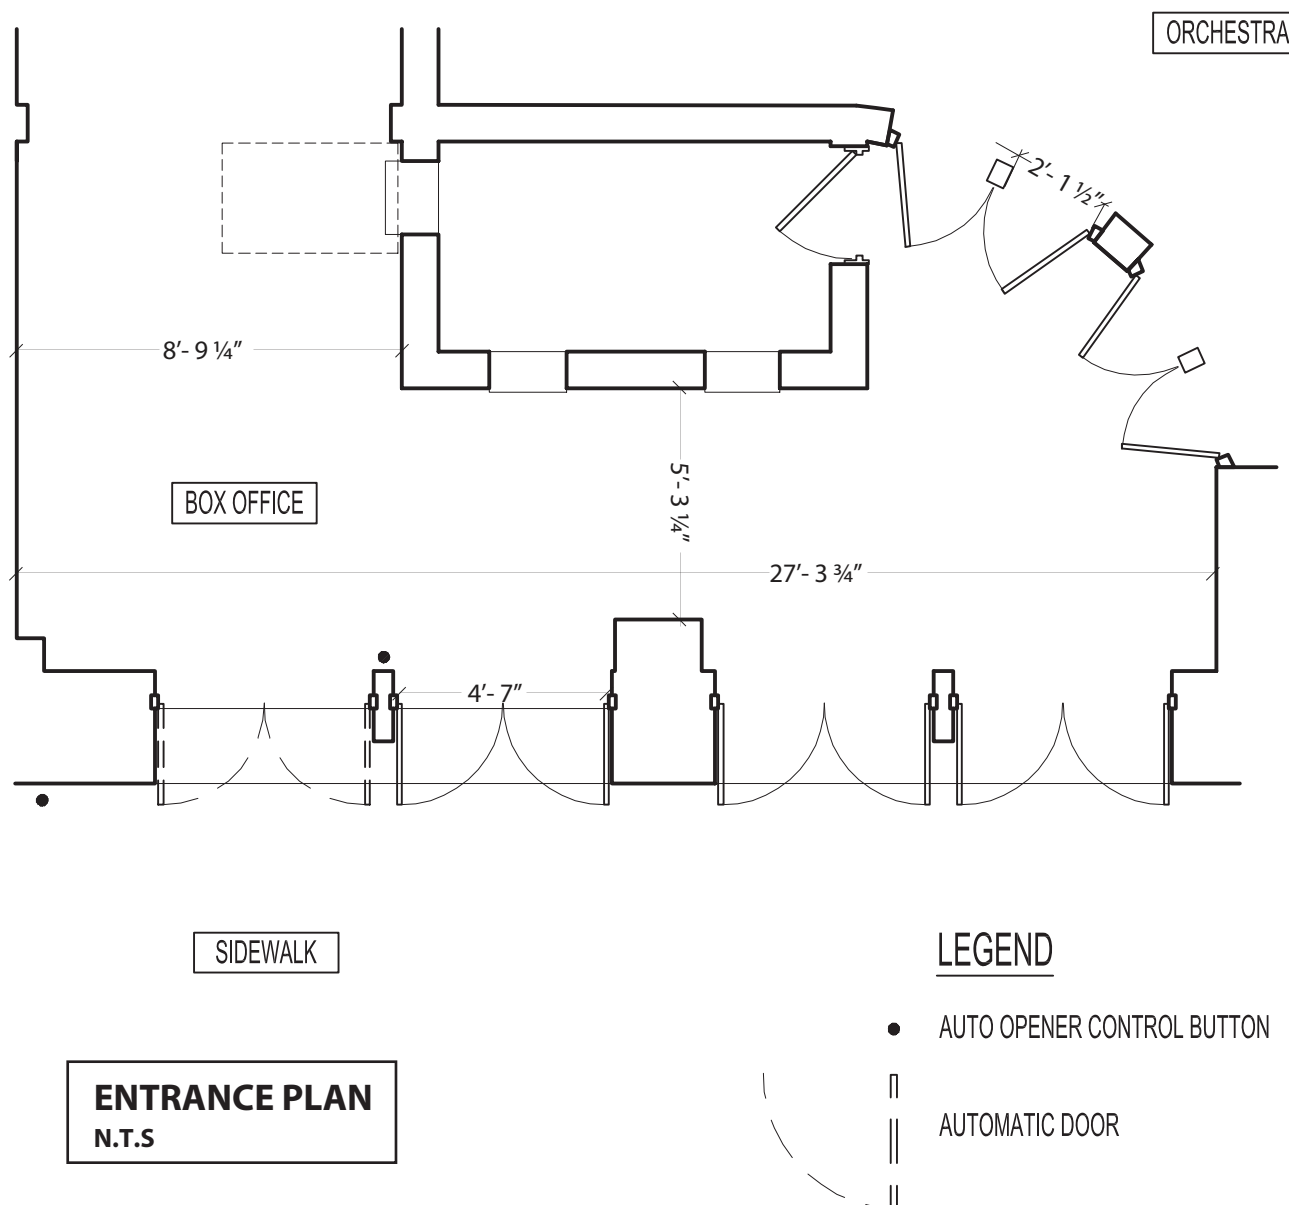 ORCHESTRA
2'- 1 ½"
8'- 9 ¼"
5'- 3 ¼"
BOX OFFICE
27'- 3 ¾"
4'- 7"
SIDEWALK
LEGEND
AUTO OPENER CONTROL BUTTON
ENTRANCE PLAN
N.T.S
AUTOMATIC DOOR